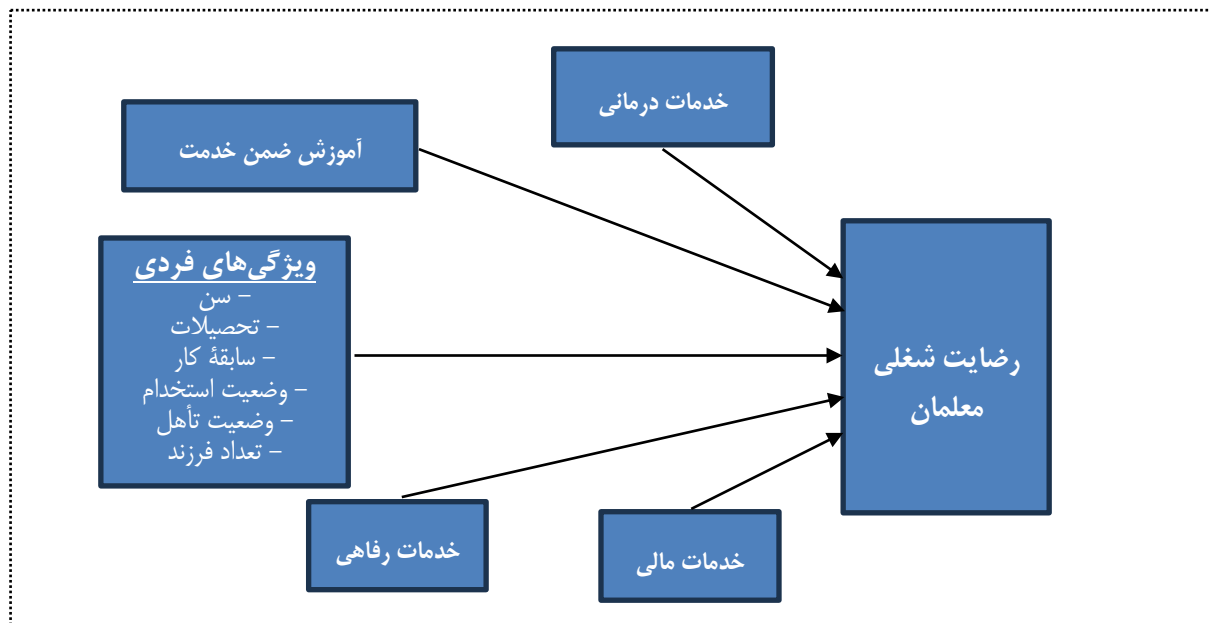 خدمات درمانی
آموزش ضمن خدمت
ویژگی‌های فردی
– سن
– تحصیلات
– سابقهٔ کار
– وضعیت استخدام
– وضعیت تأهل
– تعداد فرزند
رضایت شغلی
معلمان
خدمات رفاهی
خدمات مالی